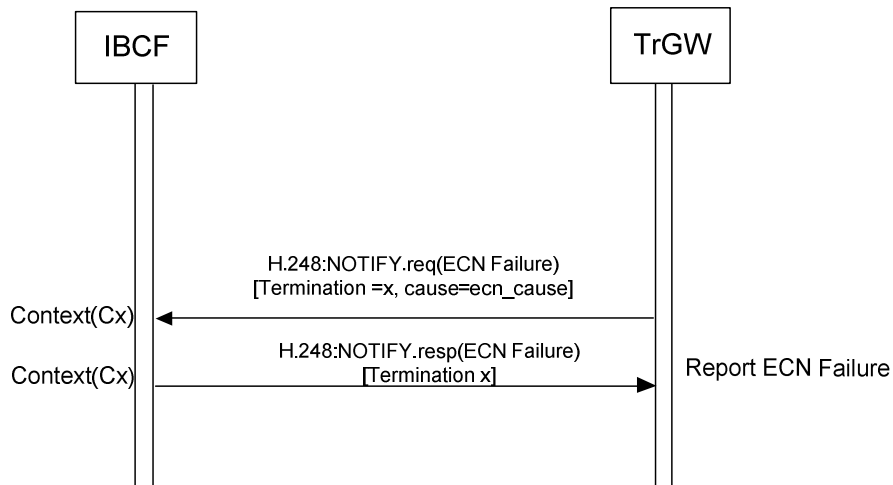 IBCF
TrGW
H.248:NOTIFY.req(ECN Failure)
[Termination =x, cause=ecn_cause]
Context(Cx)
H.248:NOTIFY.resp(ECN Failure)
[Termination x]
Context(Cx)
Report ECN Failure